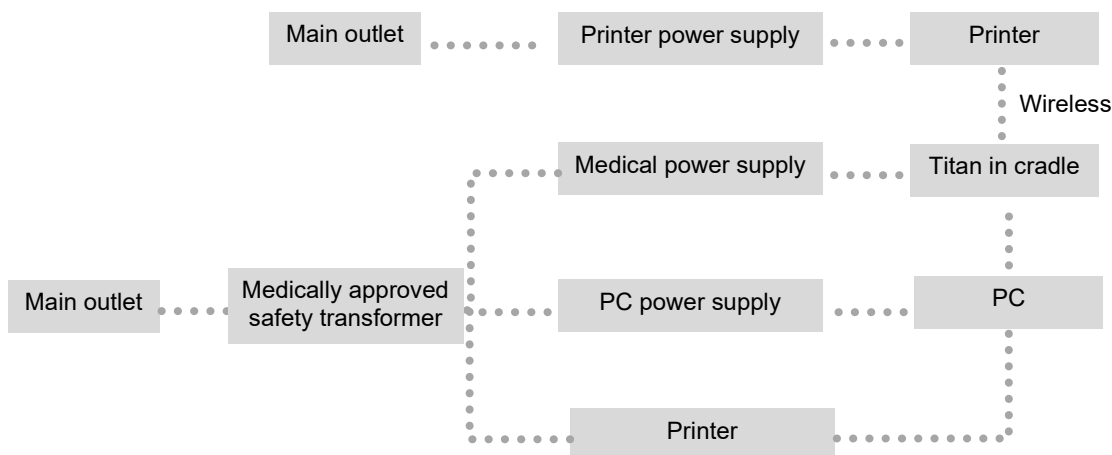 Main outlet
Printer power supply
Printer
Wireless
Medical power supply
Titan in cradle
Main outlet
Medically approved
safety transformer
PC power supply
PC
Printer